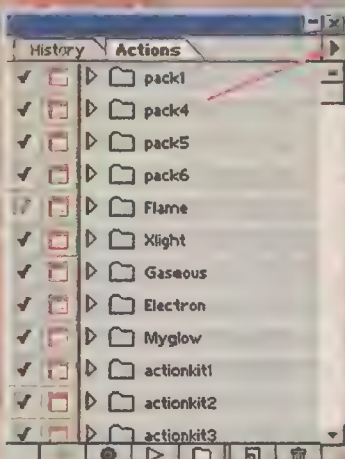 History Actions
pack1
pack4
pack5
pack6
Flame
Xlight
Gaseous
Electron
Myglow
actionkit1
actionkit2
actionkit3